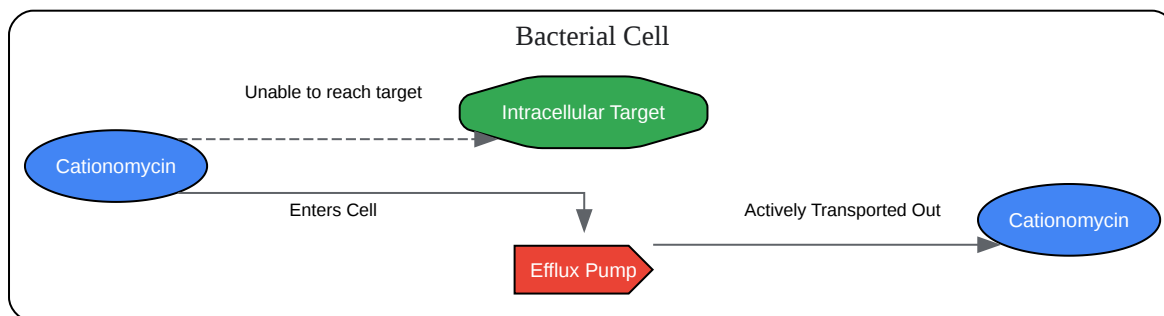 Bacterial Cell
Unable to reach target
Intracellular Target
Cationomycin
Enters Cell
Actively Transported Out
Cationomycin
Efflux Pump